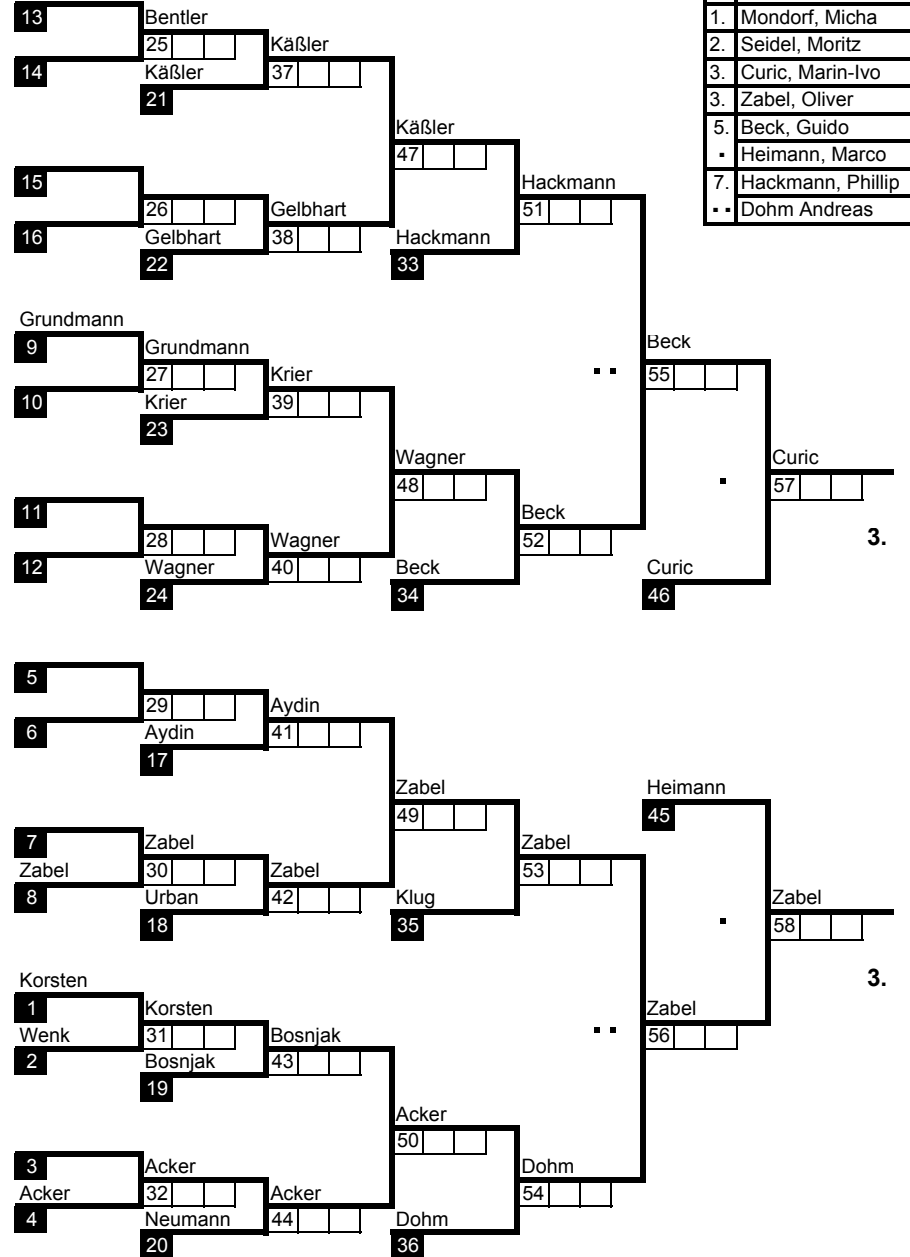 13 Bentler 1. Mondorf, Micha
25 Käßler 2. Seidel, Moritz
14 Käßler 37 3. Curic, Marin-Ivo
21 3. Zabel, Oliver
Käßler 5. Beck, Guido
47 ▪ Heimann, Marco
15 Hackmann 7. Hackmann, Phillip
26 Gelbhart 51 ▪▪ Dohm Andreas
16 Gelbhart 38 Hackmann
22 33
Grundmann
9 Grundmann Beck
27 Krier ▪▪ 55
10 Krier 39
23
Wagner Curic
48 ▪ 57
11 Beck
28 Wagner 52 3.
12 Wagner 40 Beck Curic
24 34 46
5
29 Aydin
6 Aydin 41
17
Zabel Heimann
49 45
7 Zabel Zabel
Zabel 30 Zabel 53
8 Urban 42 Klug Zabel
18 35 ▪ 58
Korsten 3.
1 Korsten Zabel
Wenk 31 Bosnjak ▪▪ 56
2 Bosnjak 43
19
Acker
50
3 Acker Dohm
Acker 32 Acker 54
4 Neumann 44 Dohm
20 36